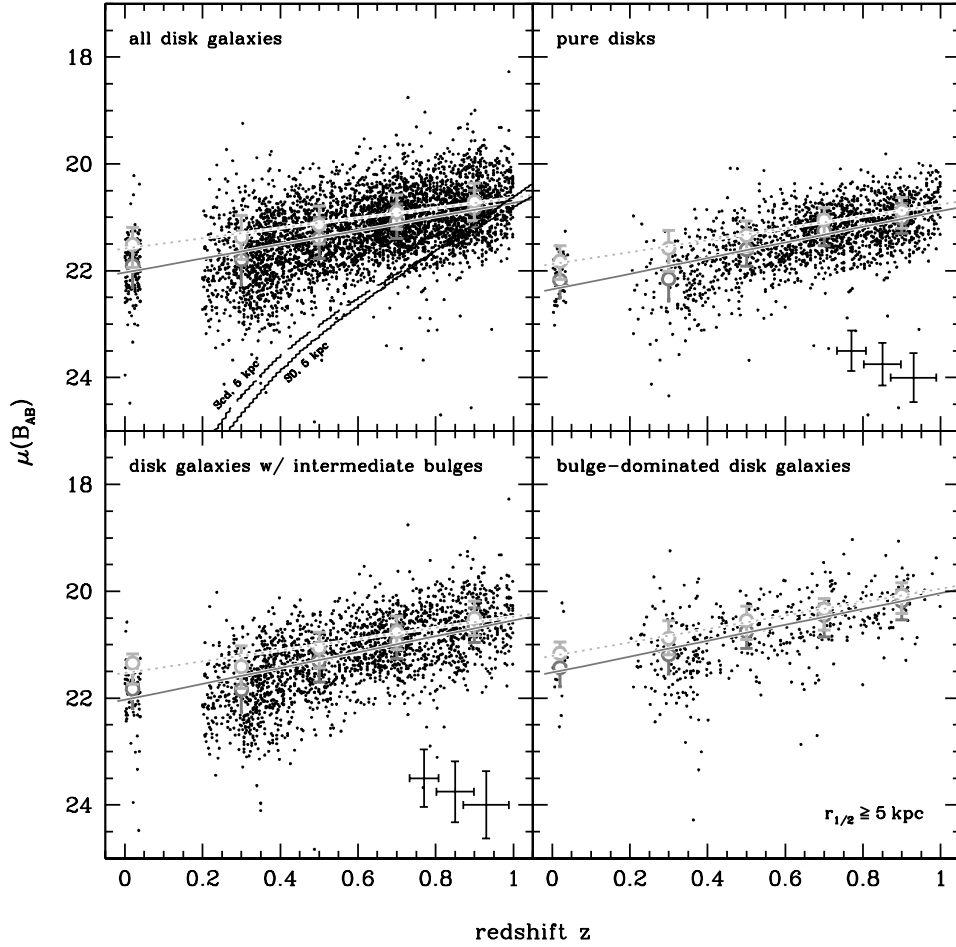 all disk galaxies
pure disks
18
20
22
24
Scd, 5 kpc
S0, 5 kpc
μ(B_AB)
disk galaxies w/ intermediate bulges
bulge-dominated disk galaxies
18
20
22
24
r_1/2 ≧ 5 kpc
0 0.2 0.4 0.6 0.8 1 0 0.2 0.4 0.6 0.8 1
redshift z